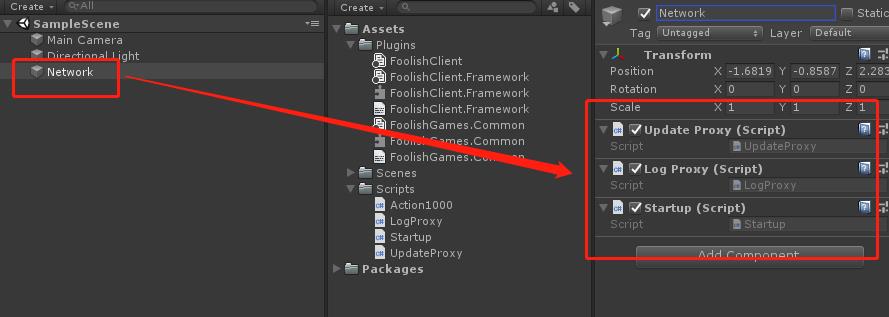 Create
All
SampleScene
Main Camera
Directional Light
Network
Create
Assets
Plugins
FoolishClient
FoolishClient.Framework
FoolishClient.Framework
FoolishClient.Framework
FoolishGames.Common
FoolishGames.Common
FoolishGames.Common
Scenes
Scripts
Action1000
LogProxy
Startup
UpdateProxy
Packages
Network
Static
Tag Untagged Layer Default
Transform
Position X -1.6819 Y -0.8587 Z 2.283
Rotation X 0 Y 0 Z 0
Scale X 1 Y 1 Z 1
Update Proxy (Script)
Script UpdateProxy
Log Proxy (Script)
Script LogProxy
Startup (Script)
Script Startup
Add Component